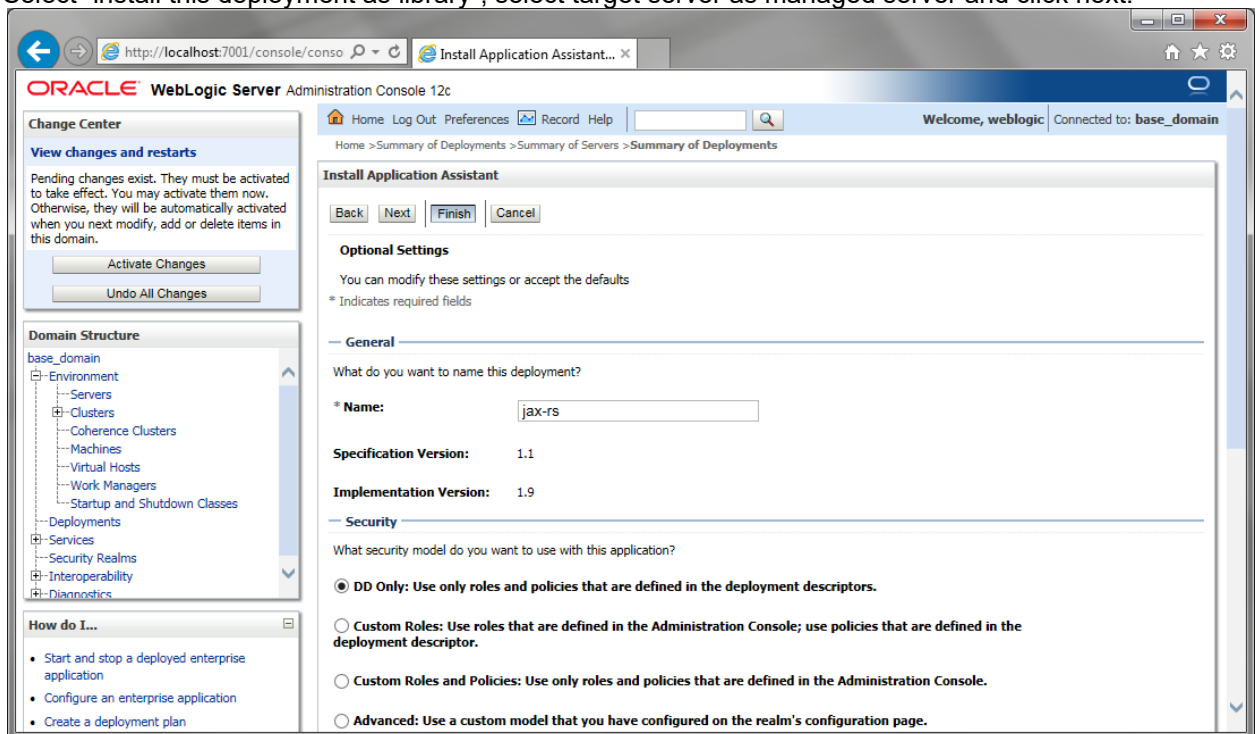 Select "install this deployment as library", select target server as managed server and click next.
http://localhost:7001/console/conso
Install Application Assistant...
ORACLE WebLogic Server Administration Console 12c
Change Center
View changes and restarts
Pending changes exist. They must be activated
to take effect. You may activate them now.
Otherwise, they will be automatically activated
when you next modify, add or delete items in
this domain.
Activate Changes
Undo All Changes
Domain Structure
base_domain
Environment
Servers
Clusters
Coherence Clusters
Machines
Virtual Hosts
Work Managers
Startup and Shutdown Classes
Deployments
Services
Security Realms
Interoperability
Diagnostics
How do I...
• Start and stop a deployed enterprise
application
• Configure an enterprise application
• Create a deployment plan
Home Log Out Preferences Record Help
Welcome, weblogic Connected to: base_domain
Home >Summary of Deployments >Summary of Servers >Summary of Deployments
Install Application Assistant
Back Next Finish Cancel
Optional Settings
You can modify these settings or accept the defaults
* Indicates required fields
General
What do you want to name this deployment?
* Name: jax-rs
Specification Version: 1.1
Implementation Version: 1.9
Security
What security model do you want to use with this application?
DD Only: Use only roles and policies that are defined in the deployment descriptors.
Custom Roles: Use roles that are defined in the Administration Console; use policies that are defined in the
deployment descriptor.
Custom Roles and Policies: Use only roles and policies that are defined in the Administration Console.
Advanced: Use a custom model that you have configured on the realm's configuration page.